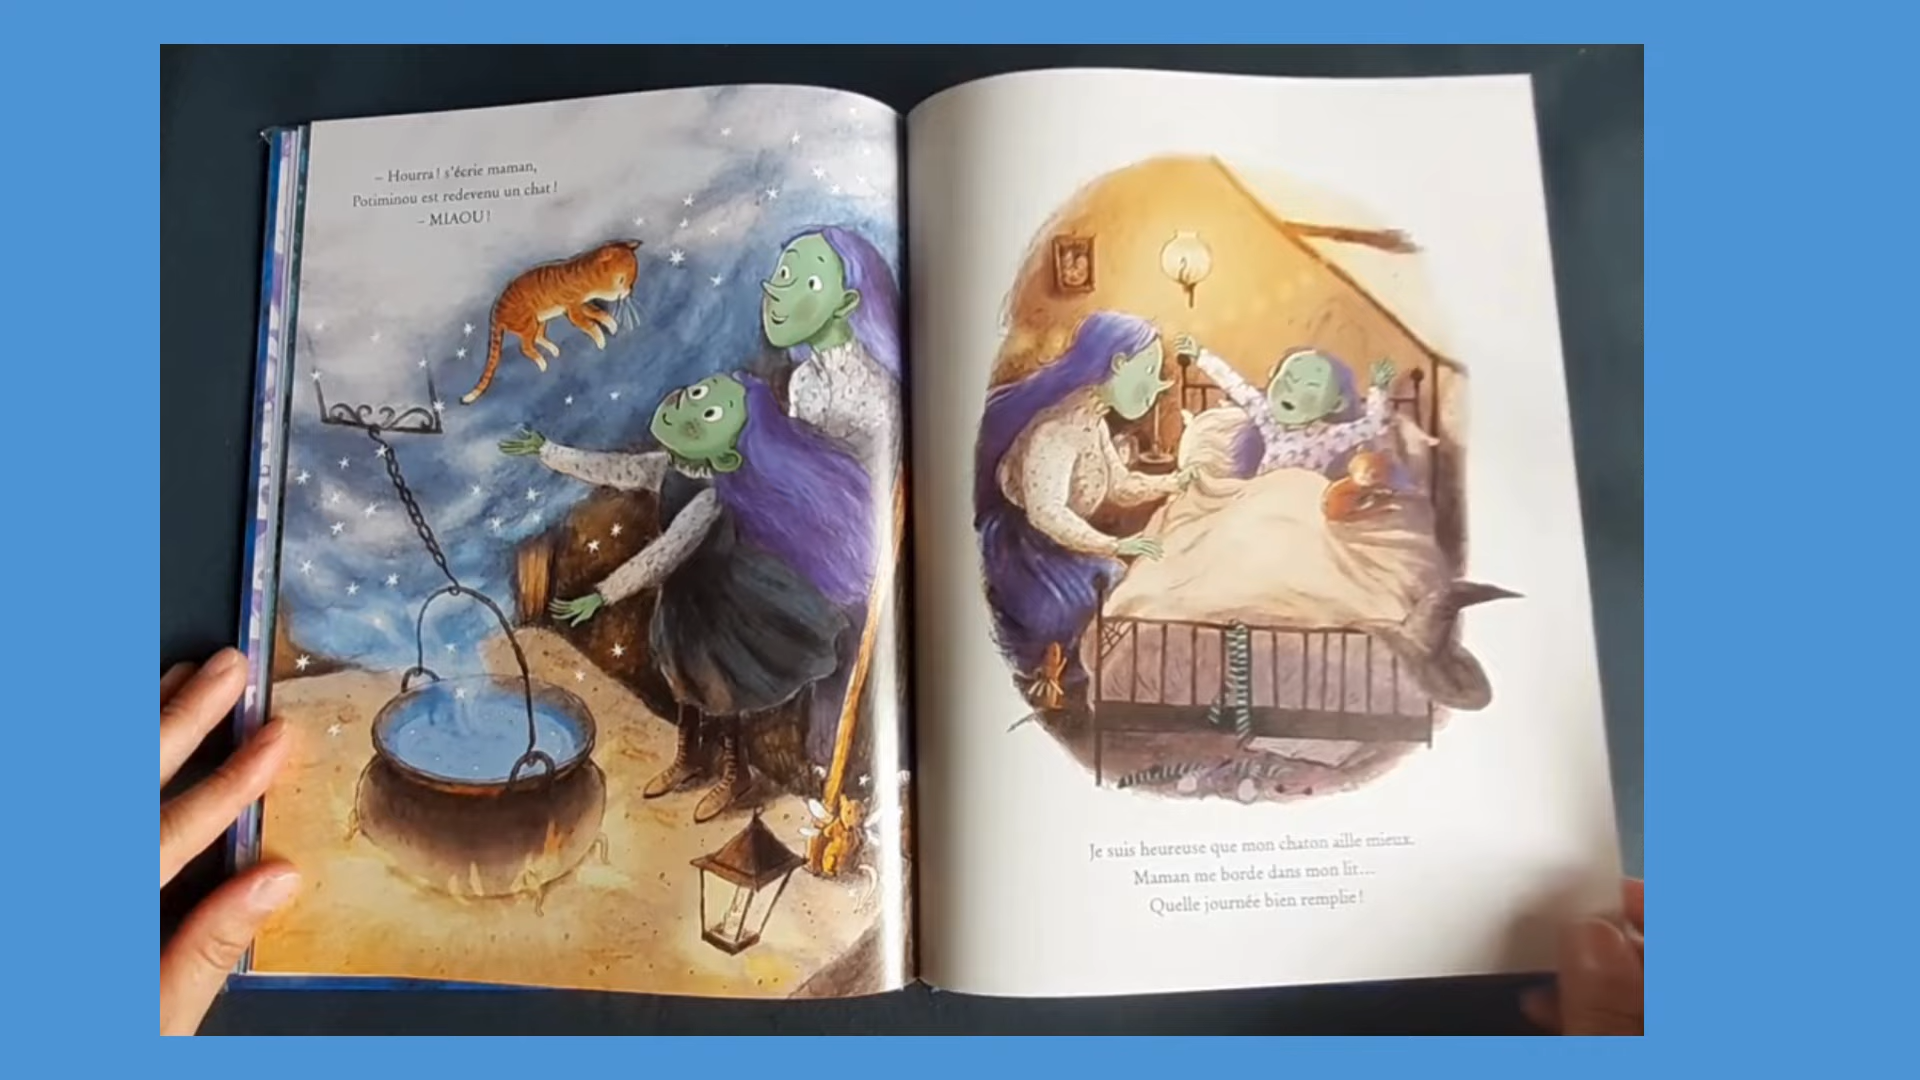 – Hourra ! s'écrie maman,
Potiminou est redevenu un chat !
– MIAOU !
Je suis heureuse que mon chaton aille mieux.
Maman me borde dans mon lit...
Quelle journée bien remplie !